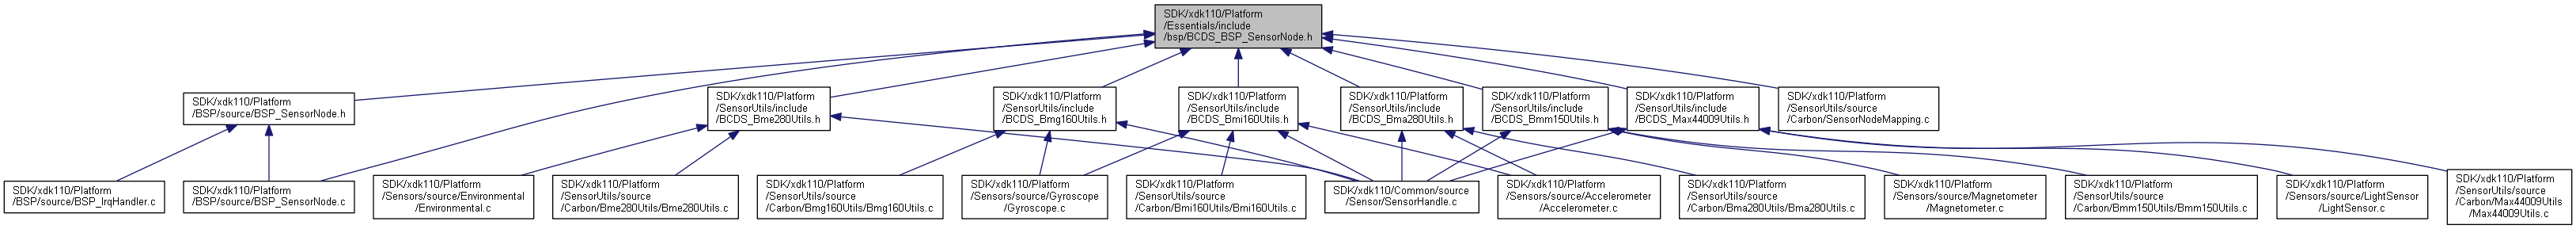 SDK/xdk110/Platform
/Essentials/include
/bsp/BCDS_BSP_SensorNode.h
SDK/xdk110/Platform
/BSP/source/BSP_SensorNode.h
SDK/xdk110/Platform
/SensorUtils/include
/BCDS_Bme280Utils.h
SDK/xdk110/Platform
/SensorUtils/include
/BCDS_Bmg160Utils.h
SDK/xdk110/Platform
/SensorUtils/include
/BCDS_Bmi160Utils.h
SDK/xdk110/Platform
/SensorUtils/include
/BCDS_Bma280Utils.h
SDK/xdk110/Platform
/SensorUtils/include
/BCDS_Bmm150Utils.h
SDK/xdk110/Platform
/SensorUtils/include
/BCDS_Max44009Utils.h
SDK/xdk110/Platform
/SensorUtils/source
/Carbon/SensorNodeMapping.c
SDK/xdk110/Platform
/BSP/source/BSP_IrqHandler.c
SDK/xdk110/Platform
/BSP/source/BSP_SensorNode.c
SDK/xdk110/Platform
/Sensors/source/Environmental
/Environmental.c
SDK/xdk110/Platform
/SensorUtils/source
/Carbon/Bme280Utils/Bme280Utils.c
SDK/xdk110/Platform
/SensorUtils/source
/Carbon/Bmg160Utils/Bmg160Utils.c
SDK/xdk110/Platform
/Sensors/source/Gyroscope
/Gyroscope.c
SDK/xdk110/Platform
/SensorUtils/source
/Carbon/Bmi160Utils/Bmi160Utils.c
SDK/xdk110/Common/source
/Sensor/SensorHandle.c
SDK/xdk110/Platform
/Sensors/source/Accelerometer
/Accelerometer.c
SDK/xdk110/Platform
/SensorUtils/source
/Carbon/Bma280Utils/Bma280Utils.c
SDK/xdk110/Platform
/Sensors/source/Magnetometer
/Magnetometer.c
SDK/xdk110/Platform
/SensorUtils/source
/Carbon/Bmm150Utils/Bmm150Utils.c
SDK/xdk110/Platform
/Sensors/source/LightSensor
/LightSensor.c
SDK/xdk110/Platform
/SensorUtils/source
/Carbon/Max44009Utils
/Max44009Utils.c